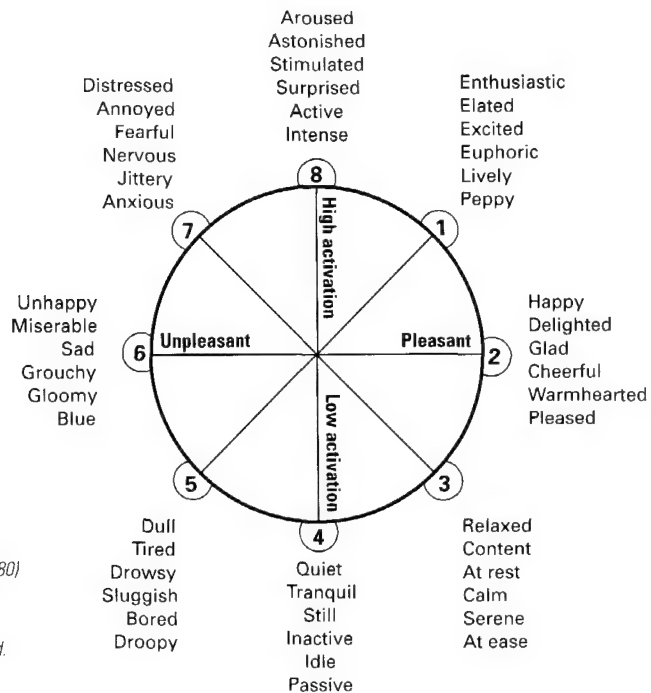 Aroused
Astonished
Stimulated
Surprised
Active
Intense
Distressed
Annoyed
Fearful
Nervous
Jittery
Anxious
Enthusiastic
Elated
Excited
Euphoric
Lively
Peppy
8
7
1
High activation
Unhappy
Miserable
Sad
Grouchy
Gloomy
Blue
6
Unpleasant
Pleasant
2
Happy
Delighted
Glad
Cheerful
Warmhearted
Pleased
Low activation
5
3
4
80)
Dull
Tired
Drowsy
Sluggish
Bored
Droopy
Quiet
Tranquil
Still
Inactive
Idle
Passive
Relaxed
Content
At rest
Calm
Serene
At ease